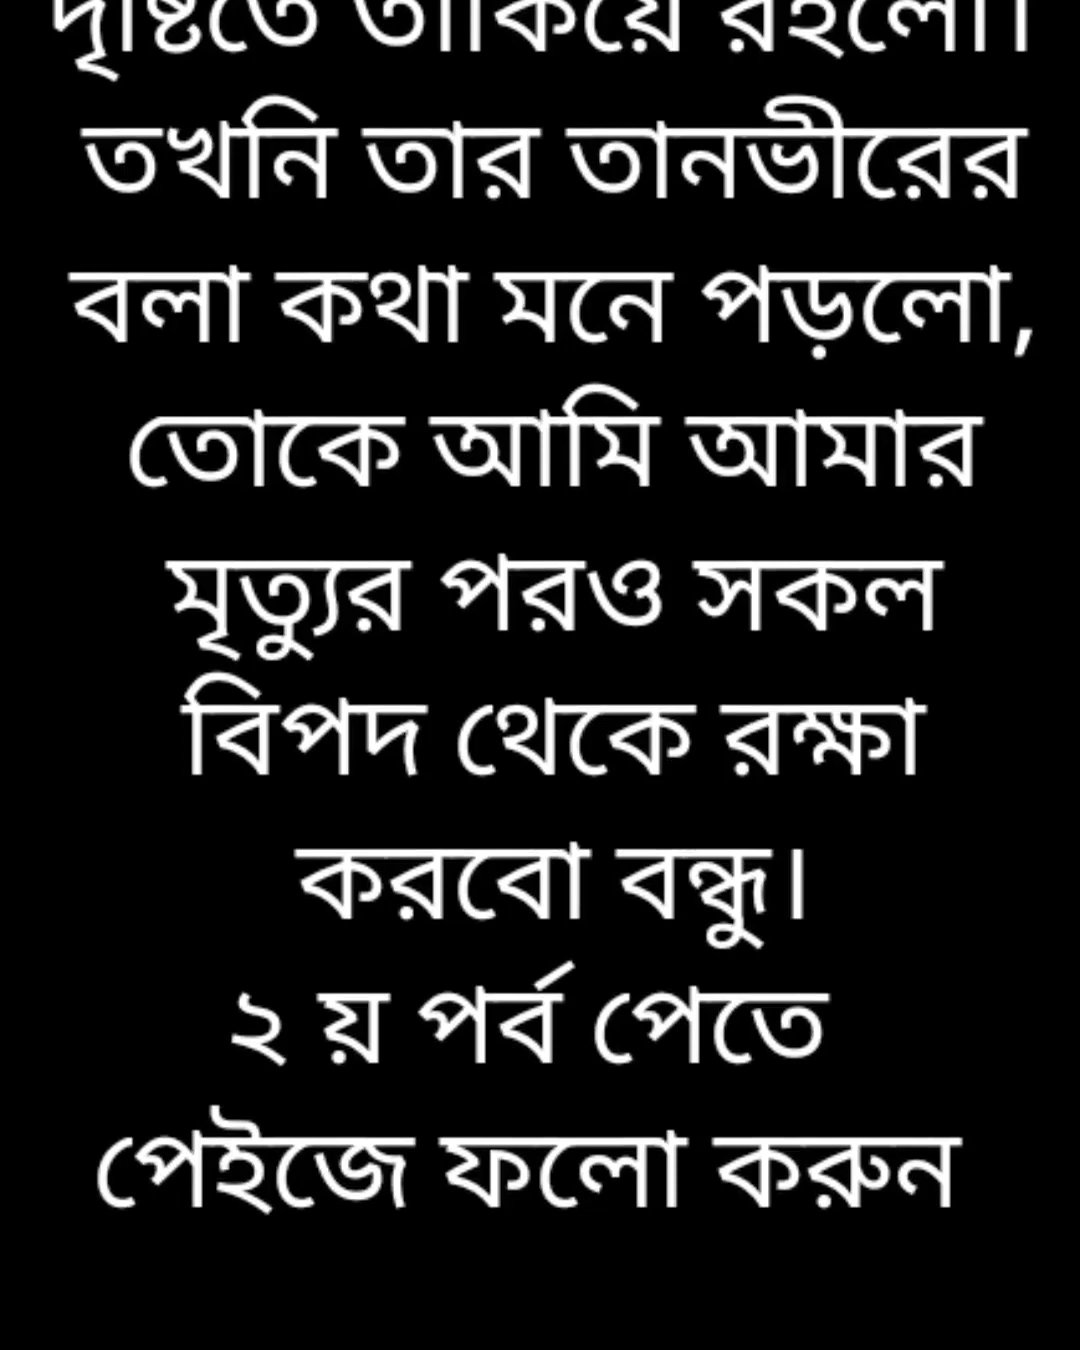 দৃষ্টিতে তাকিয়ে রইলো।
তখনি তার তানভীরের
বলা কথা মনে পড়লো,
তোকে আমি আমার
মৃত্যুর পরও সকল
বিপদ থেকে রক্ষা
করবো বন্ধু।
২ য় পর্ব পেতে
পেইজে ফলো করুন